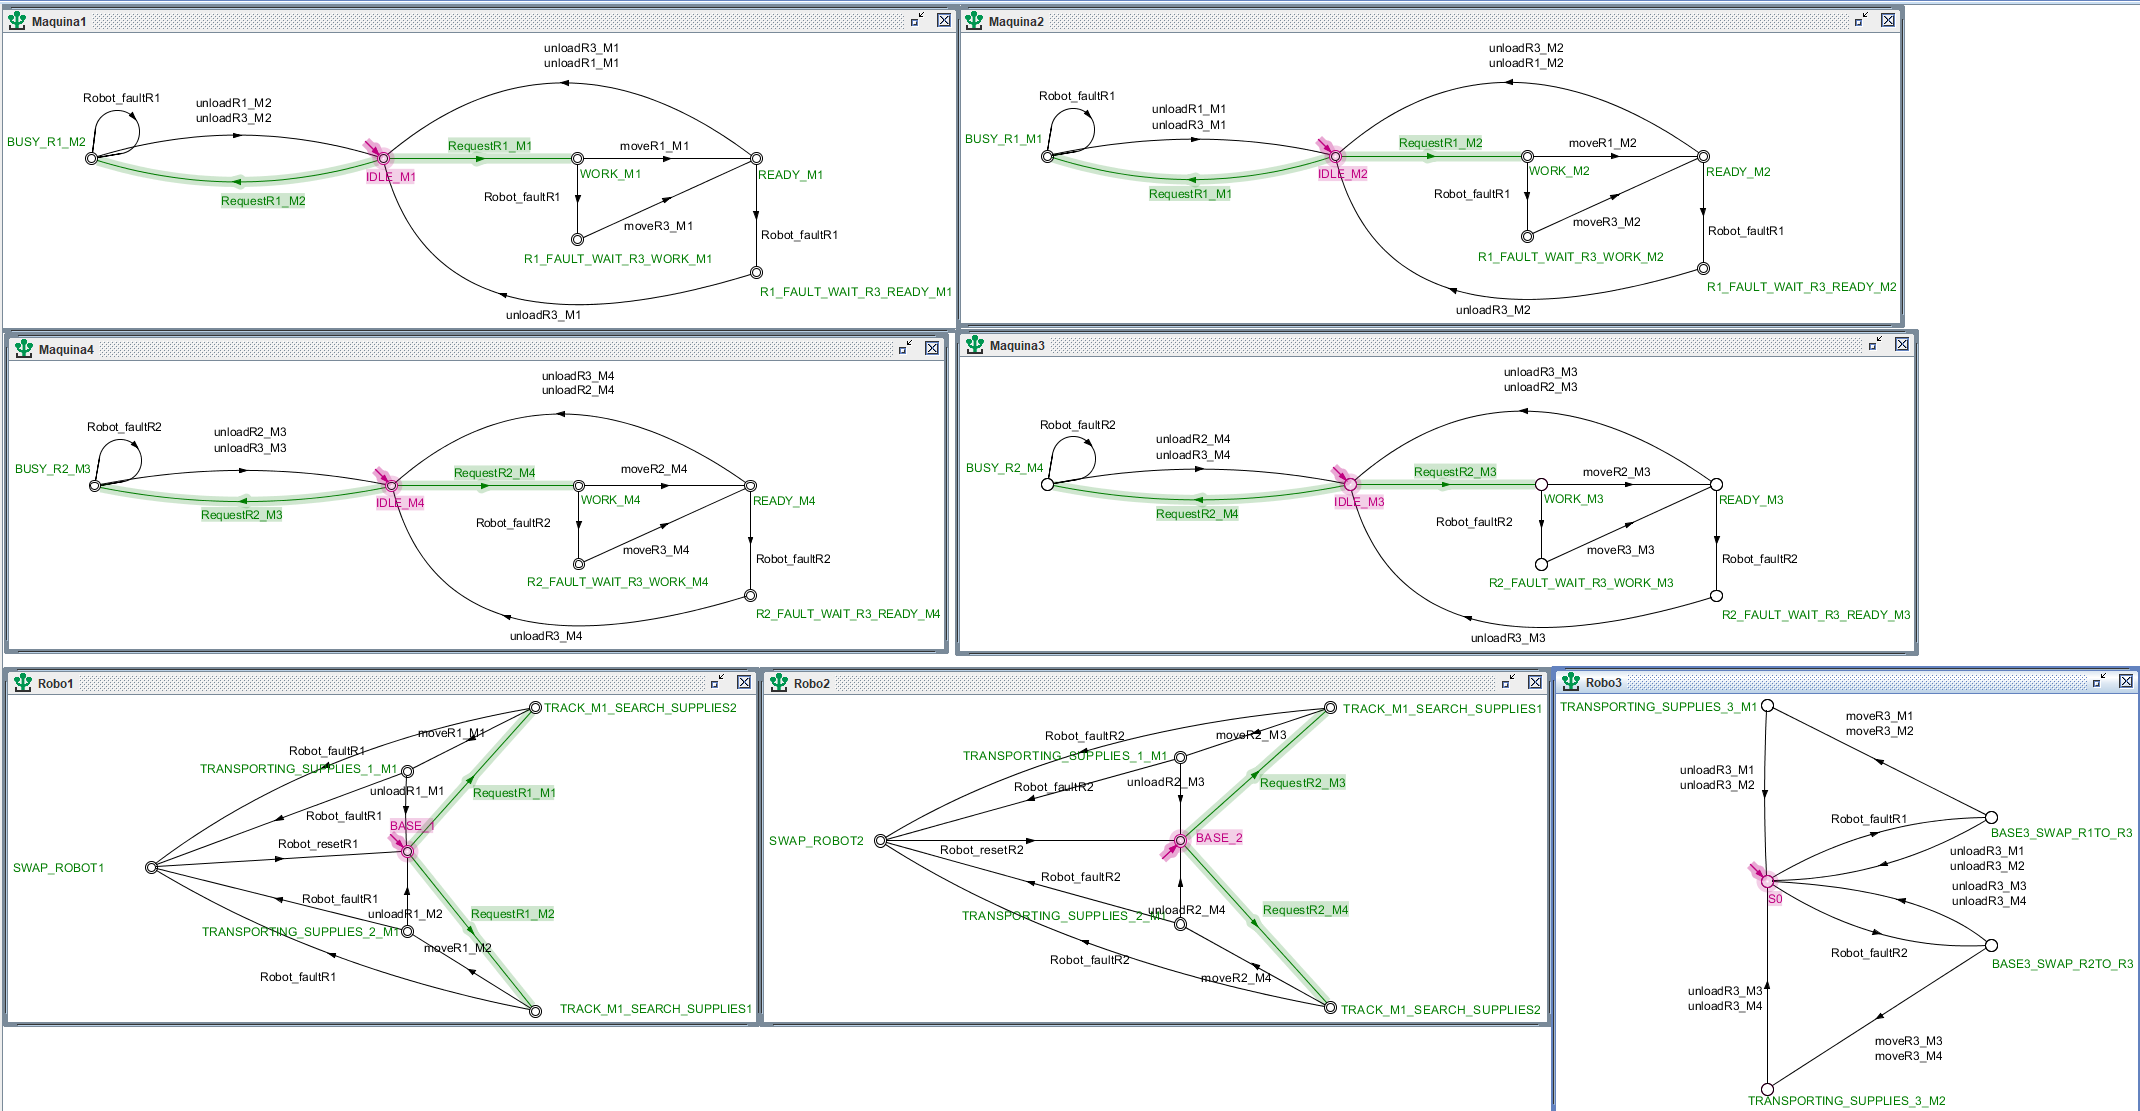 Maquina1
unloadR3_M1
unloadR1_M1
Robot_faultR1
unloadR1_M2
unloadR3_M2
BUSY_R1_M2
RequestR1_M1
moveR1_M1
IDLE_M1
WORK_M1
READY_M1
RequestR1_M2
Robot_faultR1
moveR3_M1
Robot_faultR1
R1_FAULT_WAIT_R3_WORK_M1
R1_FAULT_WAIT_R3_READY_M1
unloadR3_M1
Maquina2
unloadR3_M2
unloadR1_M2
Robot_faultR1
unloadR1_M1
unloadR3_M1
BUSY_R1_M1
RequestR1_M2
moveR1_M2
IDLE_M2
WORK_M2
READY_M2
RequestR1_M1
Robot_faultR1
moveR3_M2
Robot_faultR1
R1_FAULT_WAIT_R3_WORK_M2
R1_FAULT_WAIT_R3_READY_M2
unloadR3_M2
Maquina4
unloadR3_M4
unloadR2_M4
Robot_faultR2
unloadR2_M3
unloadR3_M3
BUSY_R2_M3
RequestR2_M4
moveR2_M4
IDLE_M4
WORK_M4
READY_M4
RequestR2_M3
Robot_faultR2
moveR3_M4
Robot_faultR2
R2_FAULT_WAIT_R3_WORK_M4
R2_FAULT_WAIT_R3_READY_M4
unloadR3_M4
Maquina3
unloadR3_M3
unloadR2_M3
Robot_faultR2
unloadR2_M4
unloadR3_M4
BUSY_R2_M4
RequestR2_M3
moveR2_M3
IDLE_M3
WORK_M3
READY_M3
RequestR2_M4
Robot_faultR2
moveR3_M3
Robot_faultR2
R2_FAULT_WAIT_R3_WORK_M3
R2_FAULT_WAIT_R3_READY_M3
unloadR3_M3
Robo1
TRACK_M1_SEARCH_SUPPLIES2
moveR1_M1
Robot_faultR1
TRANSPORTING_SUPPLIES_1_M1
unloadR1_M1
RequestR1_M1
Robot_faultR1
BASE_1
Robot_resetR1
SWAP_ROBOT1
Robot_faultR1
unloadR1_M2
RequestR1_M2
TRANSPORTING_SUPPLIES_2_M1
moveR1_M2
Robot_faultR1
TRACK_M1_SEARCH_SUPPLIES1
Robo2
TRACK_M1_SEARCH_SUPPLIES1
Robot_faultR2
moveR2_M3
TRANSPORTING_SUPPLIES_1_M1
unloadR2_M3
RequestR2_M3
Robot_faultR2
BASE_2
SWAP_ROBOT2
Robot_resetR2
Robot_faultR2
unloadR2_M4
RequestR2_M4
TRANSPORTING_SUPPLIES_2_M1
Robot_faultR2
moveR2_M4
TRACK_M1_SEARCH_SUPPLIES2
Robo3
TRANSPORTING_SUPPLIES_3_M1
moveR3_M1
moveR3_M2
unloadR3_M1
unloadR3_M2
Robot_faultR1
BASE3_SWAP_R1TO_R3
unloadR3_M1
unloadR3_M2
unloadR3_M3
unloadR3_M4
S0
Robot_faultR2
BASE3_SWAP_R2TO_R3
unloadR3_M3
unloadR3_M4
moveR3_M3
moveR3_M4
TRANSPORTING_SUPPLIES_3_M2